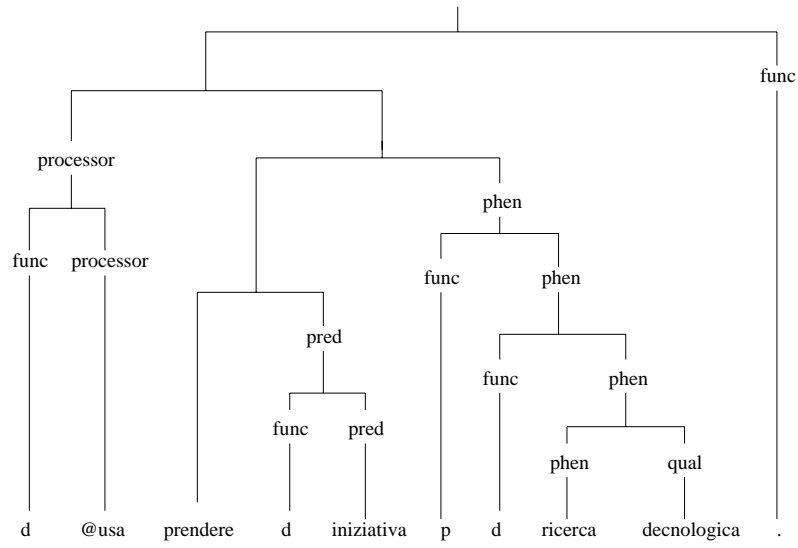 func
processor
phen
func processor func phen
pred
func phen
func pred
phen qual
d @usa prendere d iniziativa p d ricerca decnologica .